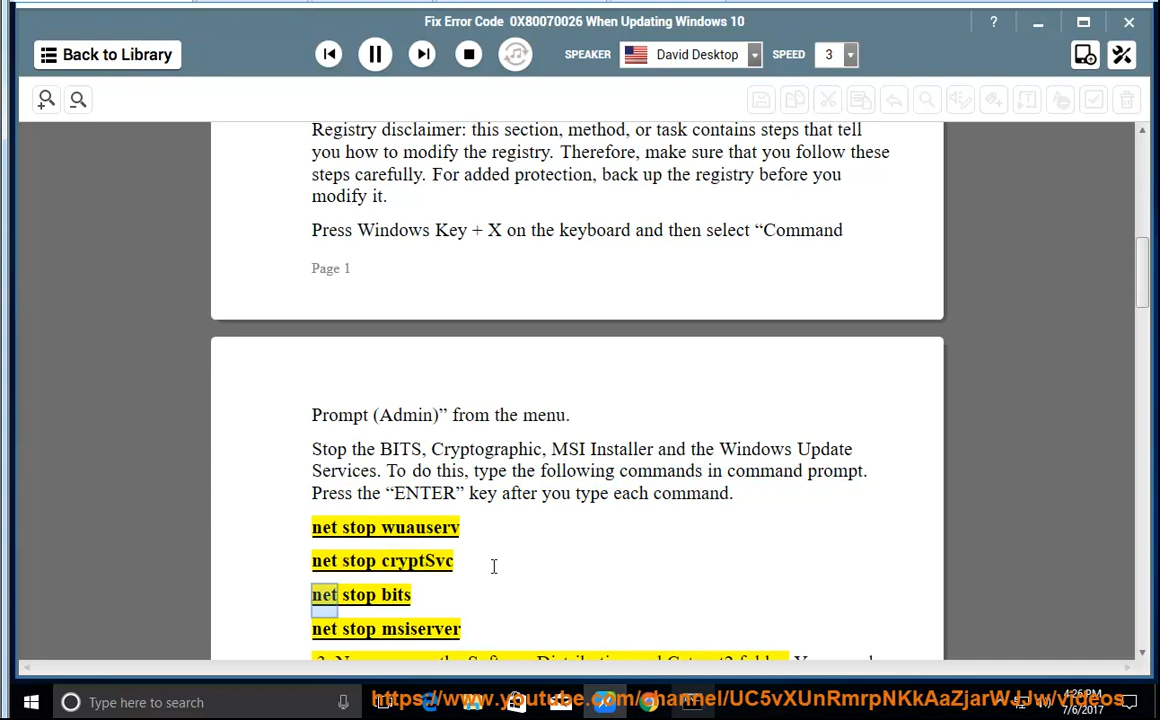 Fix Error Code 0X80070026 When Updating Windows 10
?
Back to Library
SPEAKER
David Desktop
SPEED
3
Registry disclaimer: this section, method, or task contains steps that tell
you how to modify the registry. Therefore, make sure that you follow these
steps carefully. For added protection, back up the registry before you
modify it.
Press Windows Key + X on the keyboard and then select “Command
Page 1
Prompt (Admin)” from the menu.
Stop the BITS, Cryptographic, MSI Installer and the Windows Update
Services. To do this, type the following commands in command prompt.
Press the “ENTER” key after you type each command.
net stop wuauserv
net stop cryptSvc
net stop bits
net stop msiserver
Type here to search
https://www.youtube.com/channel/UC5vXUnRmrpNKkAaZjarWJJw/videos
4:26 PM
7/6/2017